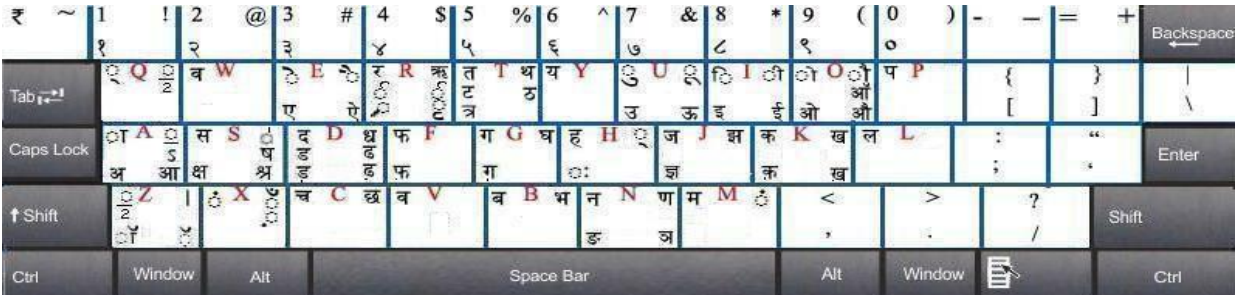 ₹ ~ 1 ! 2 @ 3 # 4 $ 5 % 6 ^ 7 & 8 * 9 ( 0 ) - – = + Backspace
१ २ ३ ४ ५ ६ ७ ८ ९ ०
Tab ् Q व W े E ै र R ऋ त T थ य Y ु U ू ि I ी ो O ौ प P { } |
ट ठ ऑ
ए ऐ त्र उ ऊ इ ई ओ औ [ ] \
Caps Lock ा A स S द D ध फ F ग G घ ह H ् ज J झ क K ख ल L : “ Enter
ऽ ष ड ढ
अ आ क्ष श्र ड़ ढ़ फ़ ग़ ः ज्ञ क़ ख़ ; ‘
Shift Z | ं X ँ च C छ व V ब B भ न N ण म M ं < > ? Shift
ॉ ॅ ङ ञ , . /
Ctrl Window Alt Space Bar Alt Window Ctrl